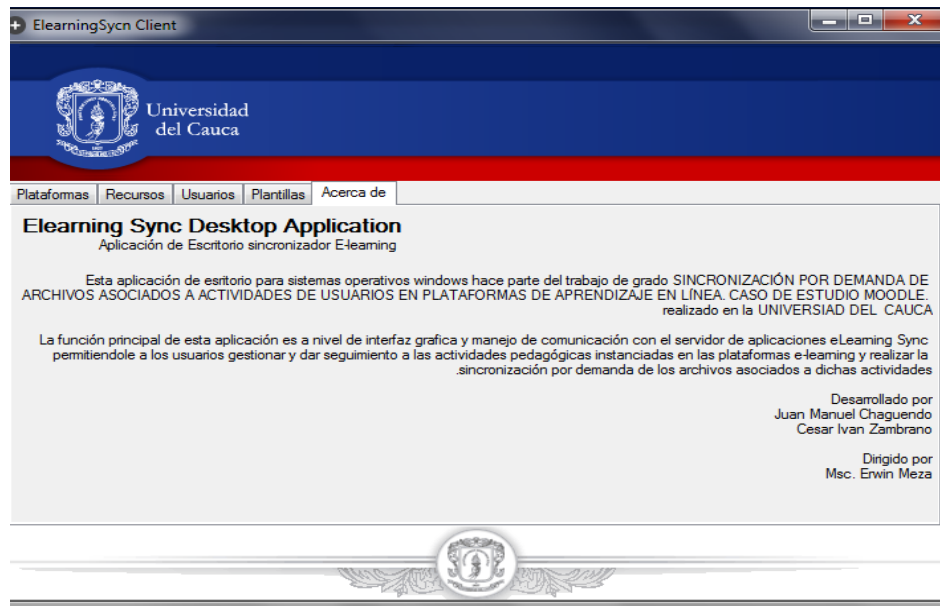 ElearningSycn Client
Universidad
del Cauca
Plataformas Recursos Usuarios Plantillas Acerca de
Elearning Sync Desktop Application
Aplicación de Escritorio sincronizador E-learning
Esta aplicación de esritorio para sistemas operativos windows hace parte del trabajo de grado SINCRONIZACIÓN POR DEMANDA DE
ARCHIVOS ASOCIADOS A ACTIVIDADES DE USUARIOS EN PLATAFORMAS DE APRENDIZAJE EN LÍNEA. CASO DE ESTUDIO MOODLE.
realizado en la UNIVERSIAD DEL CAUCA
La función principal de esta aplicación es a nivel de interfaz grafica y manejo de comunicación con el servidor de aplicaciones eLearning Sync
permitiendole a los usuarios gestionar y dar seguimiento a las actividades pedagógicas instanciadas en las plataformas e-learning y realizar la
.sincronización por demanda de los archivos asociados a dichas actividades
Desarrollado por
Juan Manuel Chaguendo
Cesar Ivan Zambrano
Dirigido por
Msc. Erwin Meza